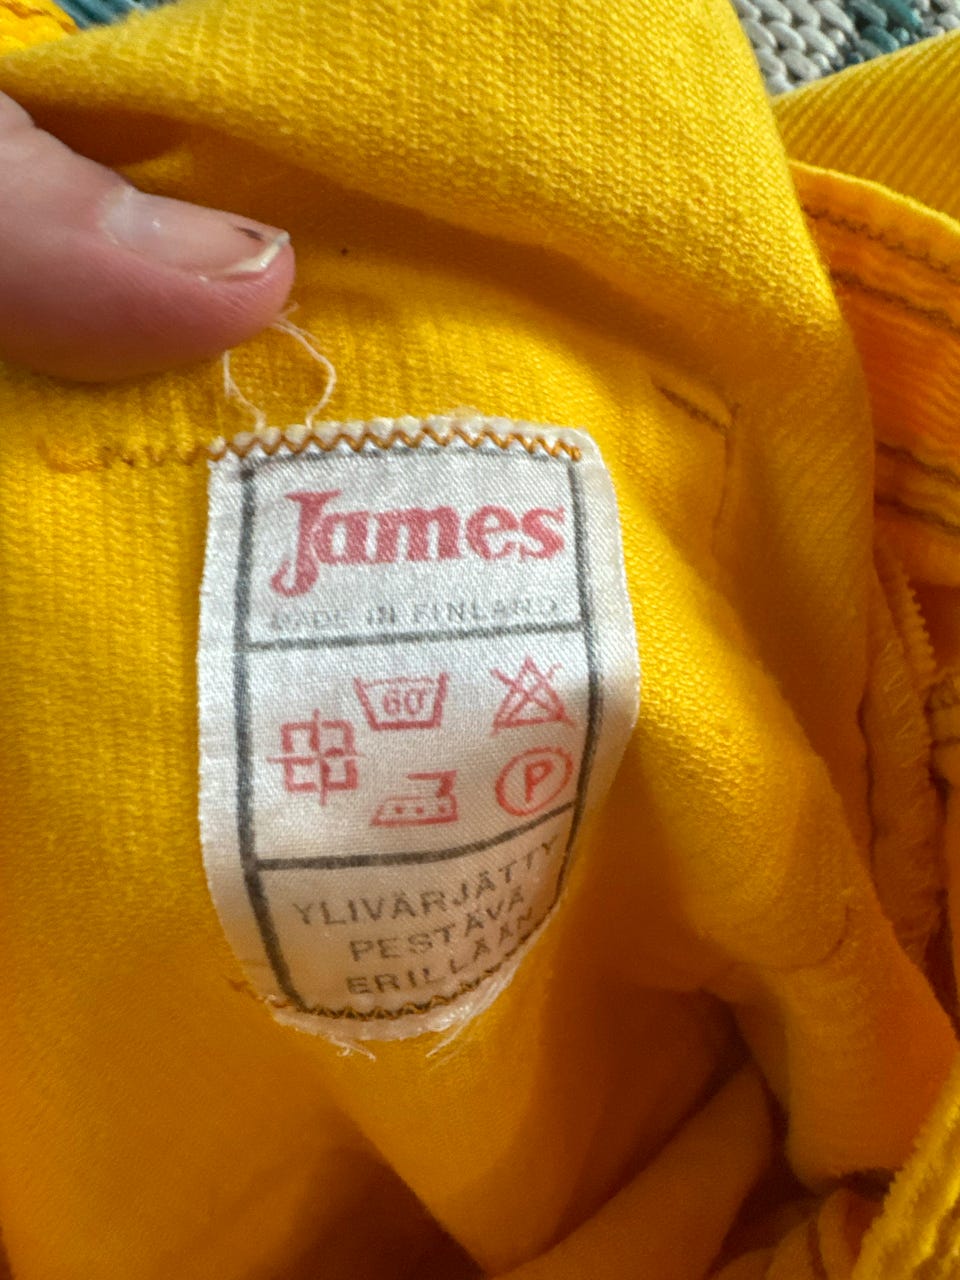 James
MADE IN FINLAND
60°
P
YLIVÄRJÄTTY
PESTÄVÄ
ERILLÄÄN